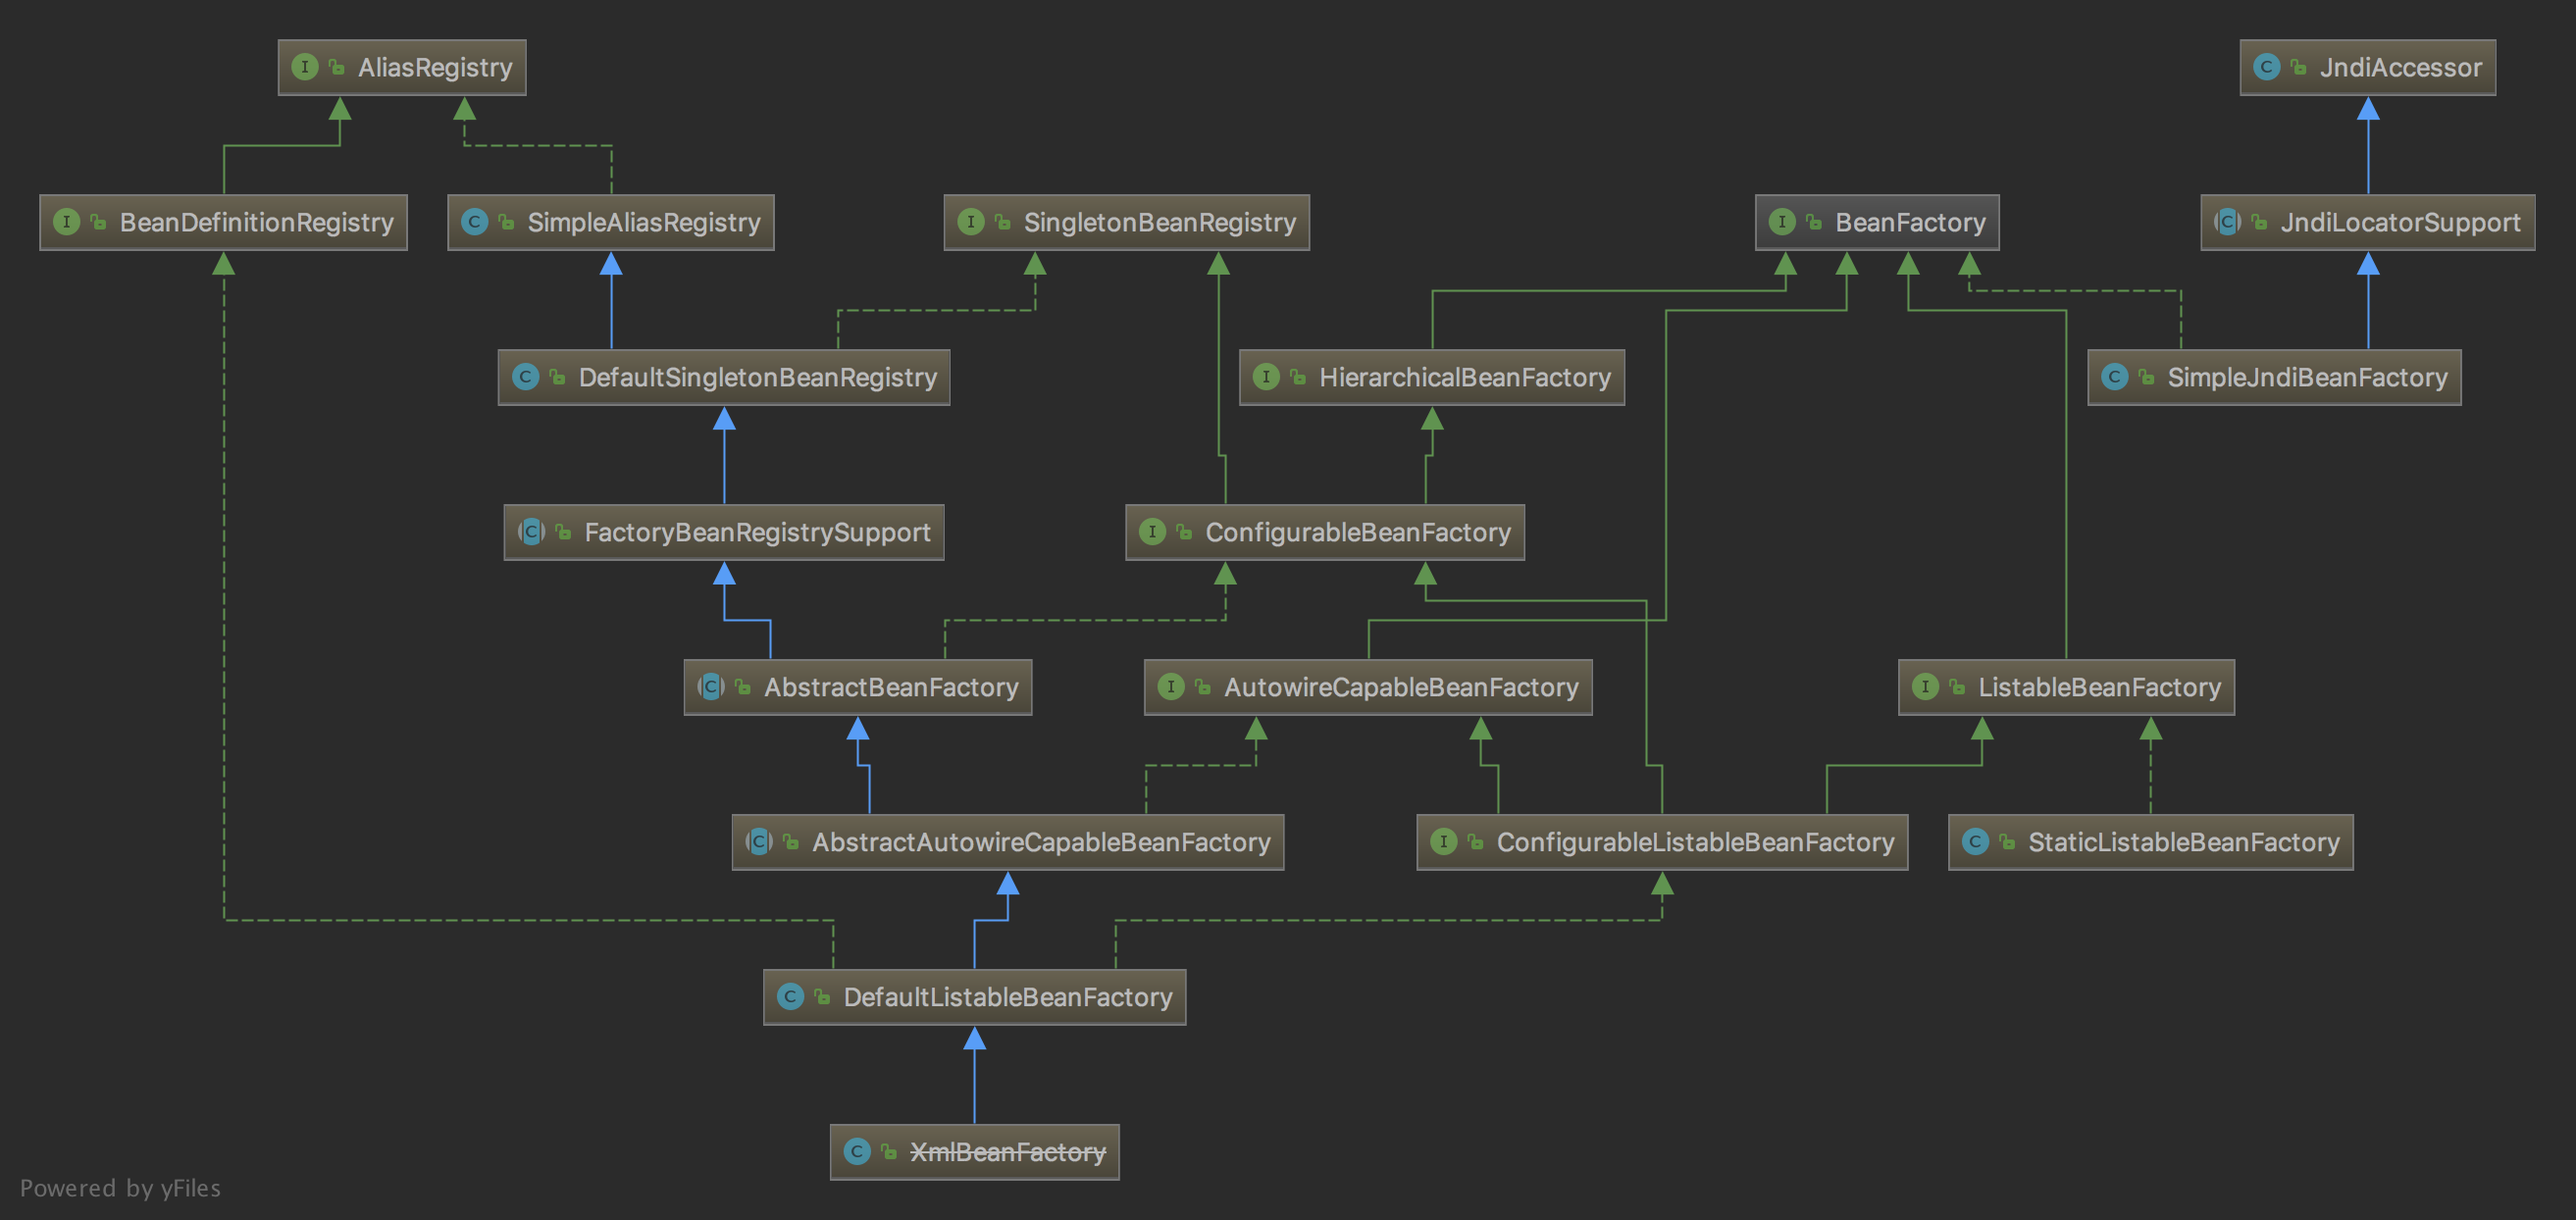 AliasRegistry
JndiAccessor
BeanDefinitionRegistry
SimpleAliasRegistry
SingletonBeanRegistry
BeanFactory
JndiLocatorSupport
DefaultSingletonBeanRegistry
HierarchicalBeanFactory
SimpleJndiBeanFactory
FactoryBeanRegistrySupport
ConfigurableBeanFactory
AbstractBeanFactory
AutowireCapableBeanFactory
ListableBeanFactory
AbstractAutowireCapableBeanFactory
ConfigurableListableBeanFactory
StaticListableBeanFactory
DefaultListableBeanFactory
XmlBeanFactory
Powered by yFiles